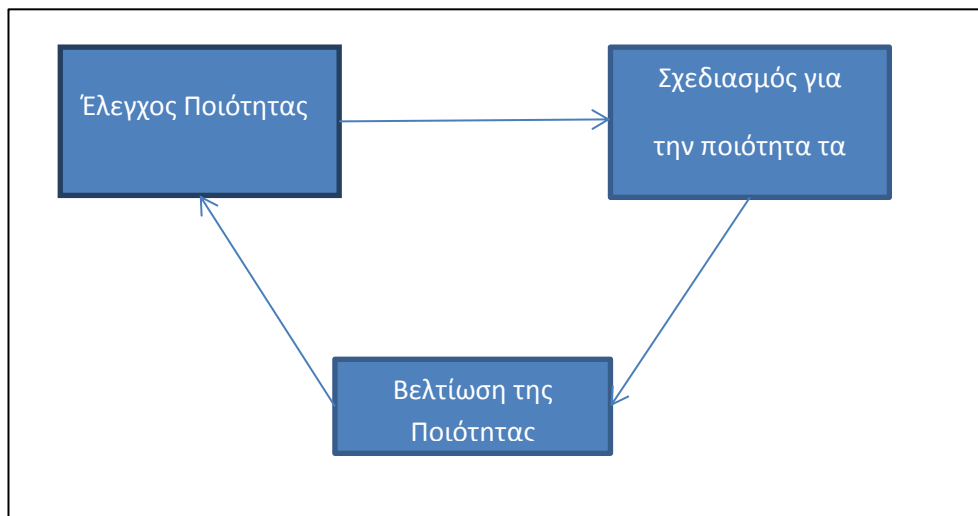 Έλεγχος Ποιότητας
Σχεδιασμός για
την ποιότητα τα
Βελτίωση της
Ποιότητας